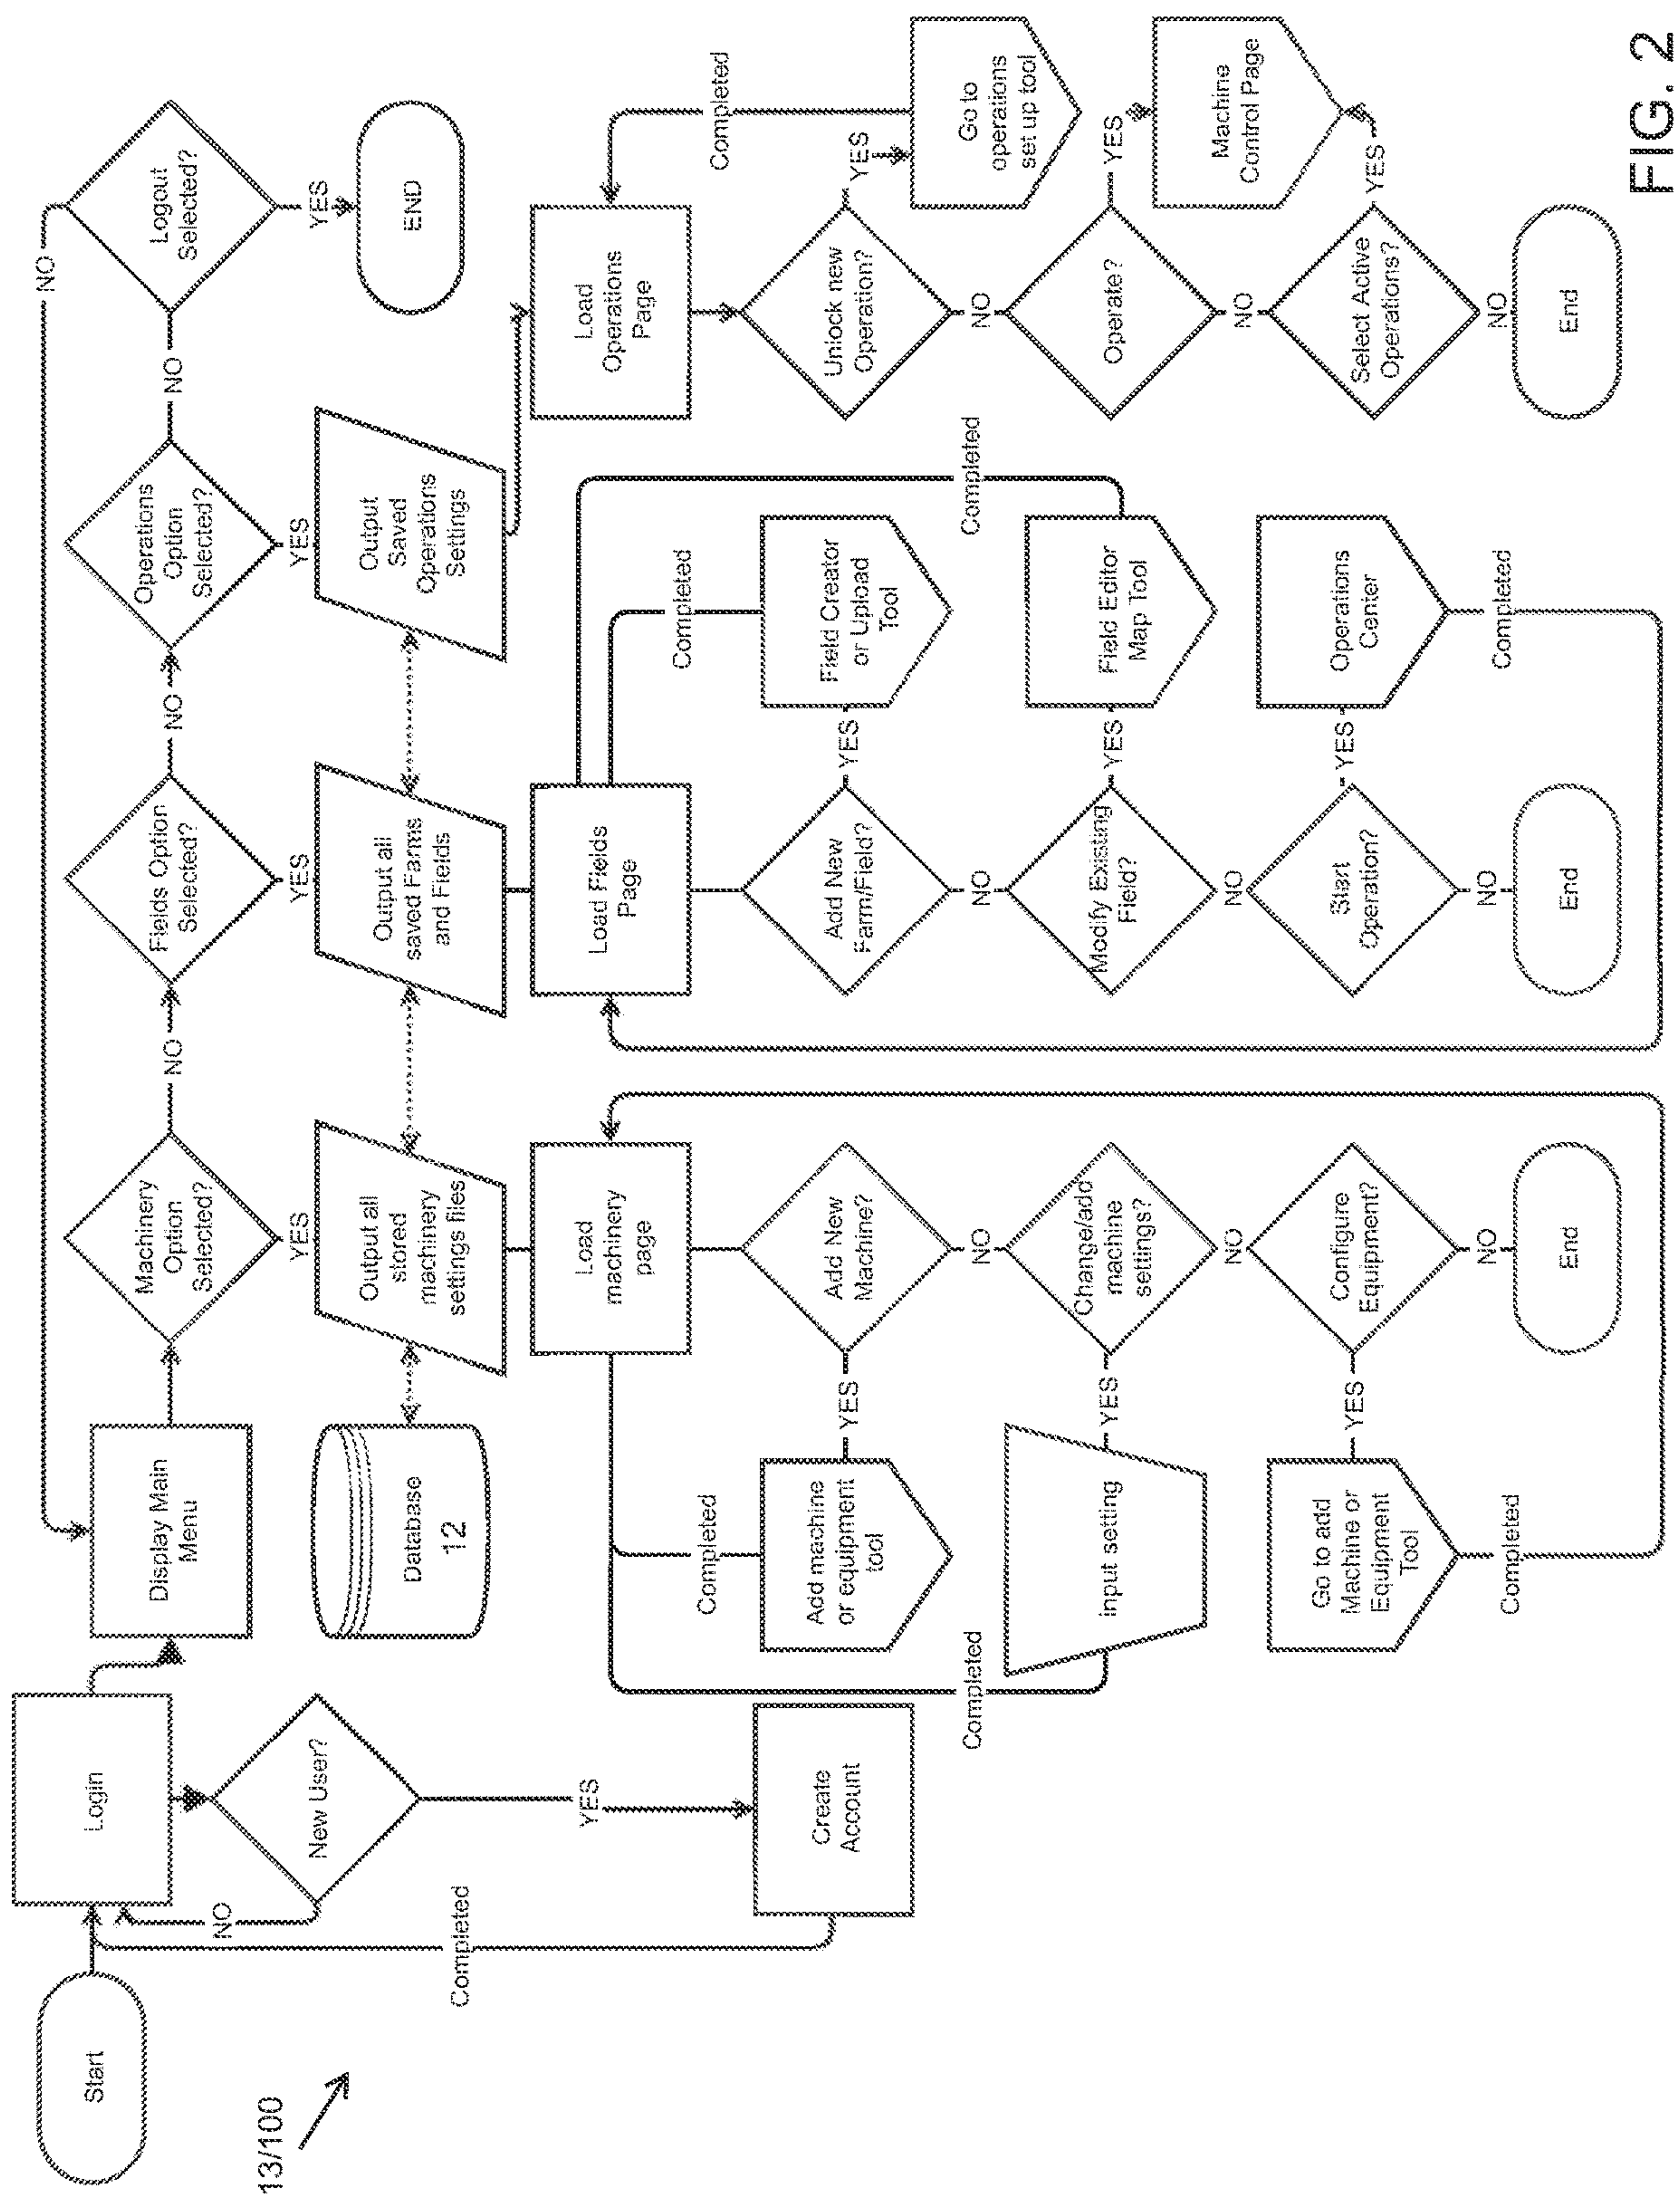 Start
Login
New User?
NO
YES
Completed
Create
Account
13/100
Display Main
Menu
Machinery
Option
Selected?
NO
Fields Option
Selected?
NO
Operations
Option
Selected?
NO
Logout
Selected?
NO
YES
END
Database
12
YES
Output all
stored
machinery
settings files
YES
Output all
saved Farms
and Fields
YES
Output
Saved
Operations
Settings
Load
machinery
page
Completed
Add machine
or equipment
tool
YES
Add New
Machine?
NO
Completed
Input setting
YES
Change/add
machine
settings?
NO
Go to add
Machine or
Equipment
Tool
YES
Configure
Equipment?
NO
Completed
End
Load Fields
Page
Completed
Add New
Farm/Field?
YES
Field Creator
or Upload
Tool
NO
Completed
Modify Existing
Field?
YES
Field Editor
Map Tool
NO
Start
Operation?
YES
Operations
Center
NO
Completed
End
Load
Operations
Page
Completed
Unlock new
Operation?
YES
Go to
operations
set up tool
NO
Operate?
YES
Machine
Control Page
NO
Select Active
Operations?
YES
NO
End
FIG. 2